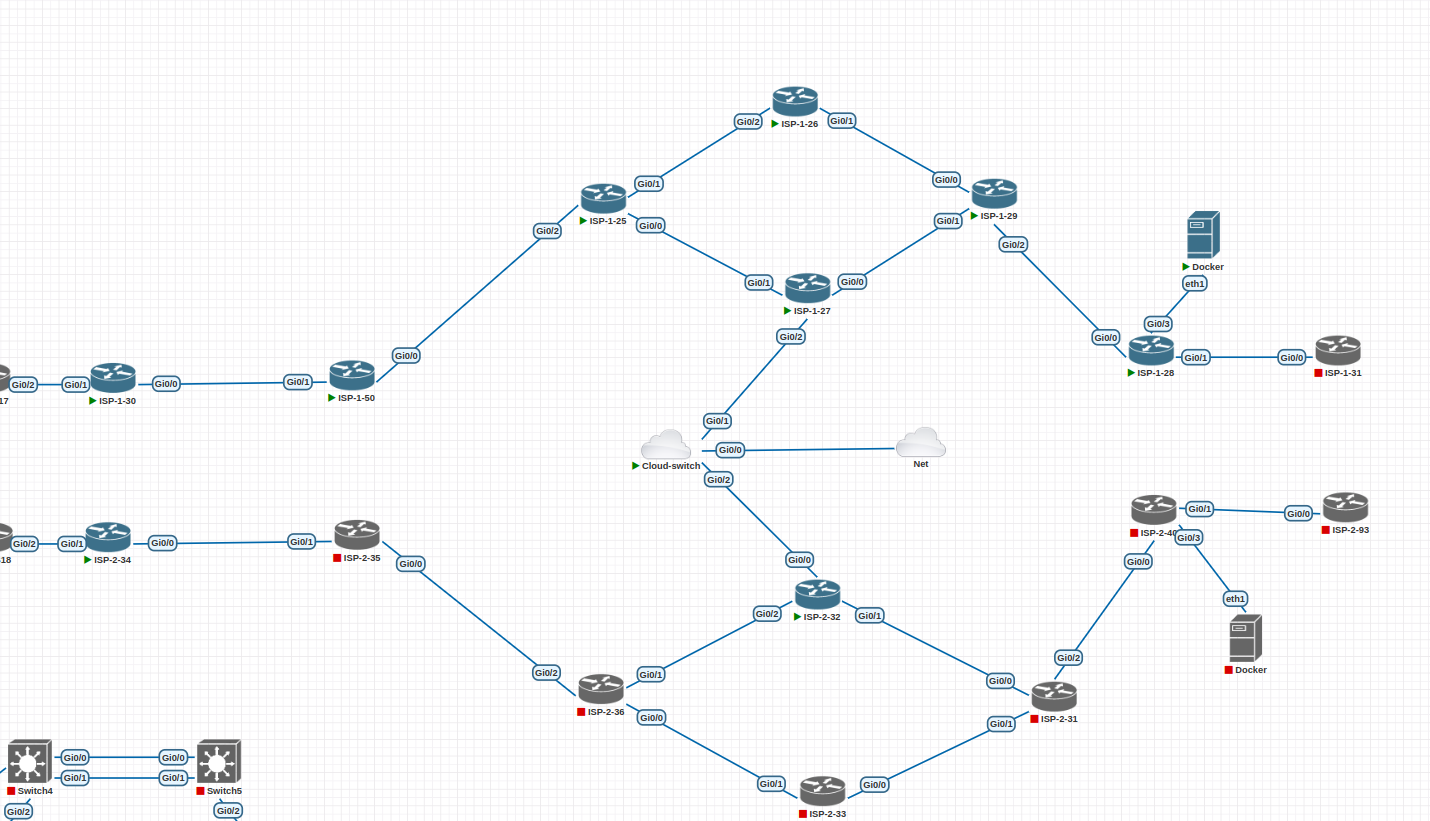 ISP-1-26
Gi0/2
Gi0/1
Gi0/1
ISP-1-25
Gi0/0
Gi0/2
Gi0/0
ISP-1-29
Gi0/1
Gi0/2
Docker
eth1
Gi0/1
Gi0/0
ISP-1-27
Gi0/2
Gi0/3
Gi0/0
ISP-1-28
Gi0/1
Gi0/0
ISP-1-31
Gi0/0
17
Gi0/2
Gi0/1
ISP-1-30
Gi0/0
Gi0/1
ISP-1-50
Gi0/1
Cloud-switch
Gi0/0
Net
Gi0/2
18
Gi0/2
Gi0/1
ISP-2-34
Gi0/0
Gi0/1
ISP-2-35
Gi0/0
Gi0/0
ISP-2-32
Gi0/2
Gi0/1
ISP-2-40
Gi0/1
Gi0/0
ISP-2-93
Gi0/3
Gi0/0
eth1
Docker
Gi0/2
Gi0/1
ISP-2-36
Gi0/0
Gi0/2
Gi0/0
ISP-2-31
Gi0/1
Gi0/1
Gi0/0
ISP-2-33
Switch4
Gi0/0
Gi0/0
Gi0/1
Gi0/1
Switch5
Gi0/2
Gi0/2